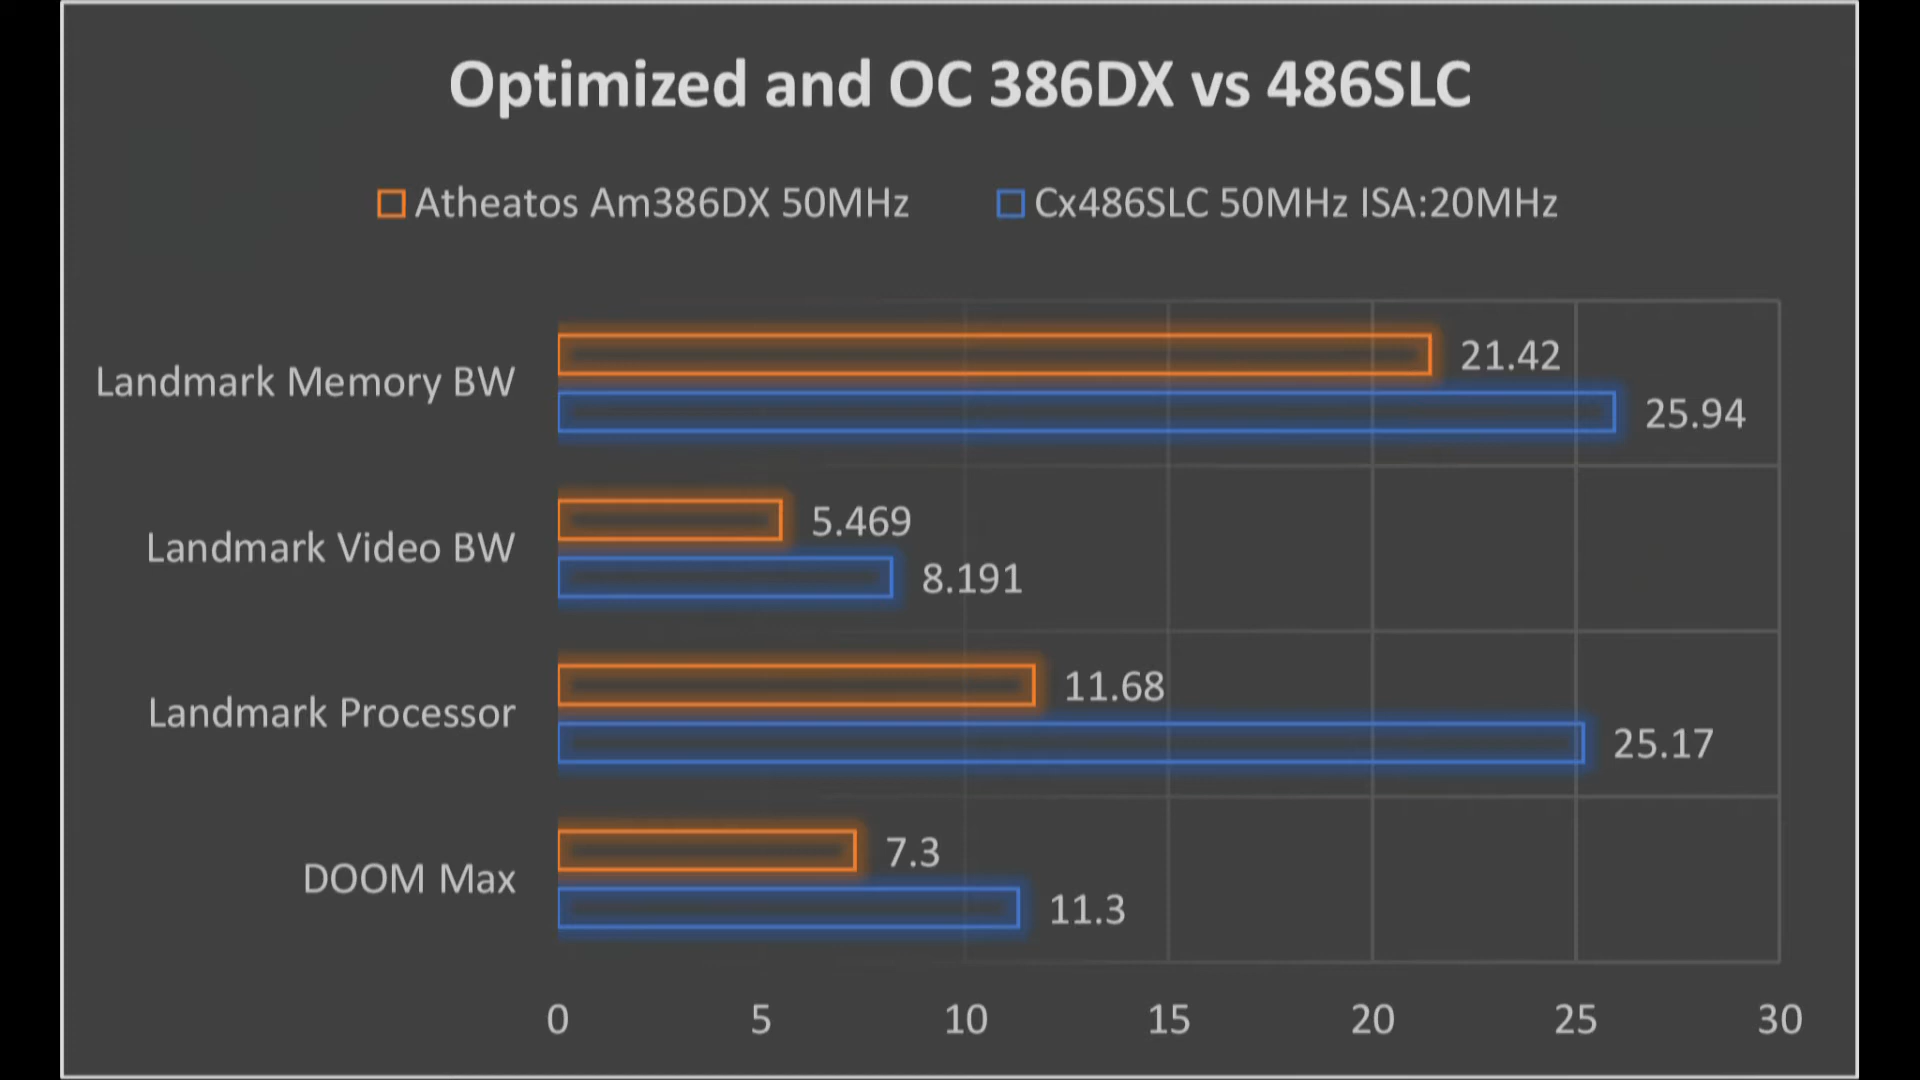 Optimized and OC 386DX vs 486SLC
Atheatos Am386DX 50MHz Cx486SLC 50MHz ISA:20MHz
Landmark Memory BW
21.42
25.94
Landmark Video BW
5.469
8.191
Landmark Processor
11.68
25.17
DOOM Max
7.3
11.3
0 5 10 15 20 25 30